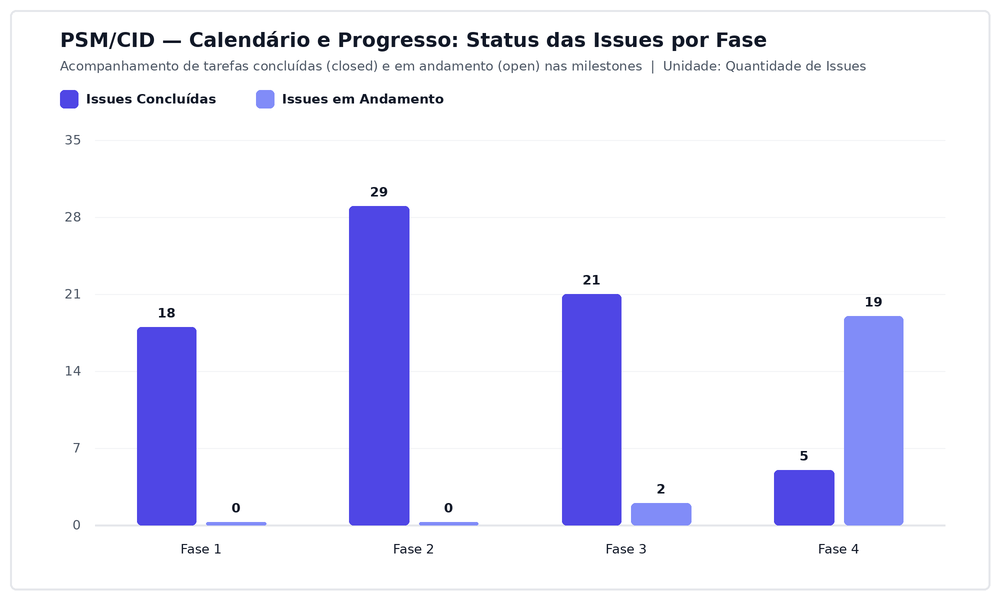 PSM/CID — Calendário e Progresso: Status das Issues por Fase
Acompanhamento de tarefas concluídas (closed) e em andamento (open) nas milestones | Unidade: Quantidade de Issues
Issues Concluídas
Issues em Andamento
35
28
21
14
7
0
18
0
29
0
21
2
5
19
Fase 1
Fase 2
Fase 3
Fase 4